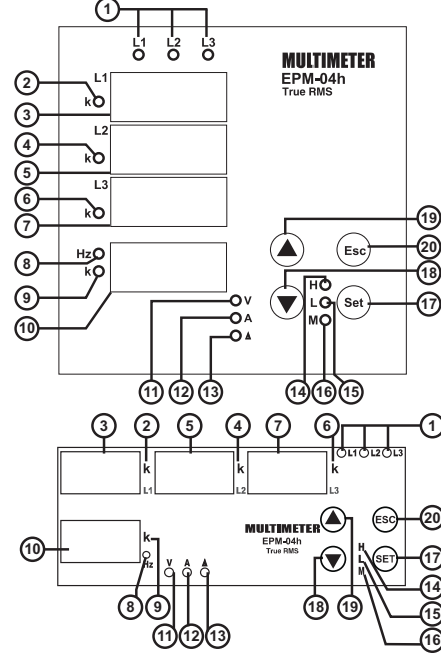 1
L1 L2 L3
MULTIMETER
EPM-04h
True RMS
2
L1
k
3
4
L2
k
5
6
L3
k
7
19
8
Hz
k
Esc
20
9
H
18
10
V
L
Set
17
A
M
11
12
13
14
16
15
3
2
5
4
7
6
1
k
k
k
L1
L2
L3
L1 L2 L3
10
k
Hz
V A
MULTIMETER
EPM-04h
True RMS
ESC
20
SET
17
H
L
M
14
15
16
8
9
11
12
13
18
19